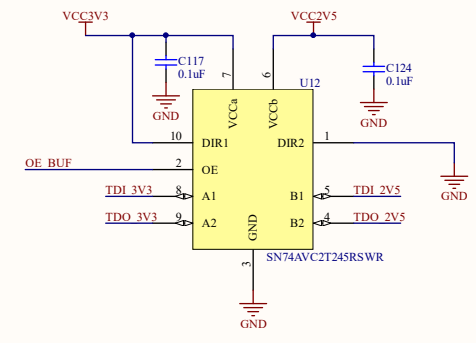 VCC3V3
VCC2V5
C117
0.1uF
GND
C124
0.1uF
GND
7
6
U12
VCCa
VCCb
10
DIR1
DIR2
1
OE_BUF
2
OE
GND
TDI_3V3
8
A1
B1
5
TDI_2V5
TDO_3V3
9
A2
B2
4
TDO_2V5
GND
3
SN74AVC2T245RSWR
GND